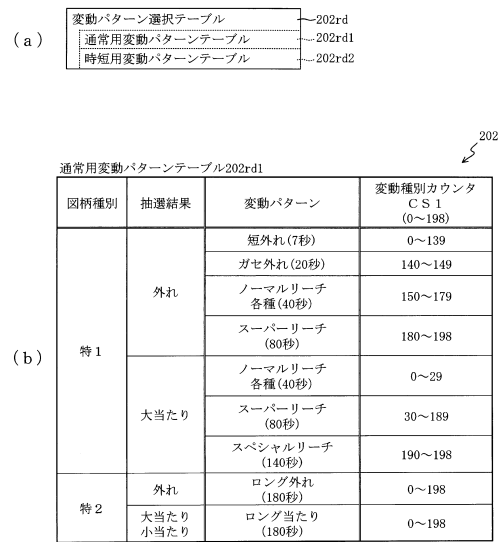 (a)
変動パターン選択テーブル
202rd
通常用変動パターンテーブル
202rd1
時短用変動パターンテーブル
202rd2
202
通常用変動パターンテーブル202rd1
(b)
図柄種別
抽選結果
変動パターン
変動種別カウンタ
CS1
(0〜198)
特1
外れ
短外れ(7秒)
0〜139
ガセ外れ(20秒)
140〜149
ノーマルリーチ
各種(40秒)
150〜179
スーパーリーチ
(80秒)
180〜198
大当たり
ノーマルリーチ
各種(40秒)
0〜29
スーパーリーチ
(80秒)
30〜189
スペシャルリーチ
(140秒)
190〜198
特2
外れ
ロング外れ
(180秒)
0〜198
大当たり
小当たり
ロング当たり
(180秒)
0〜198